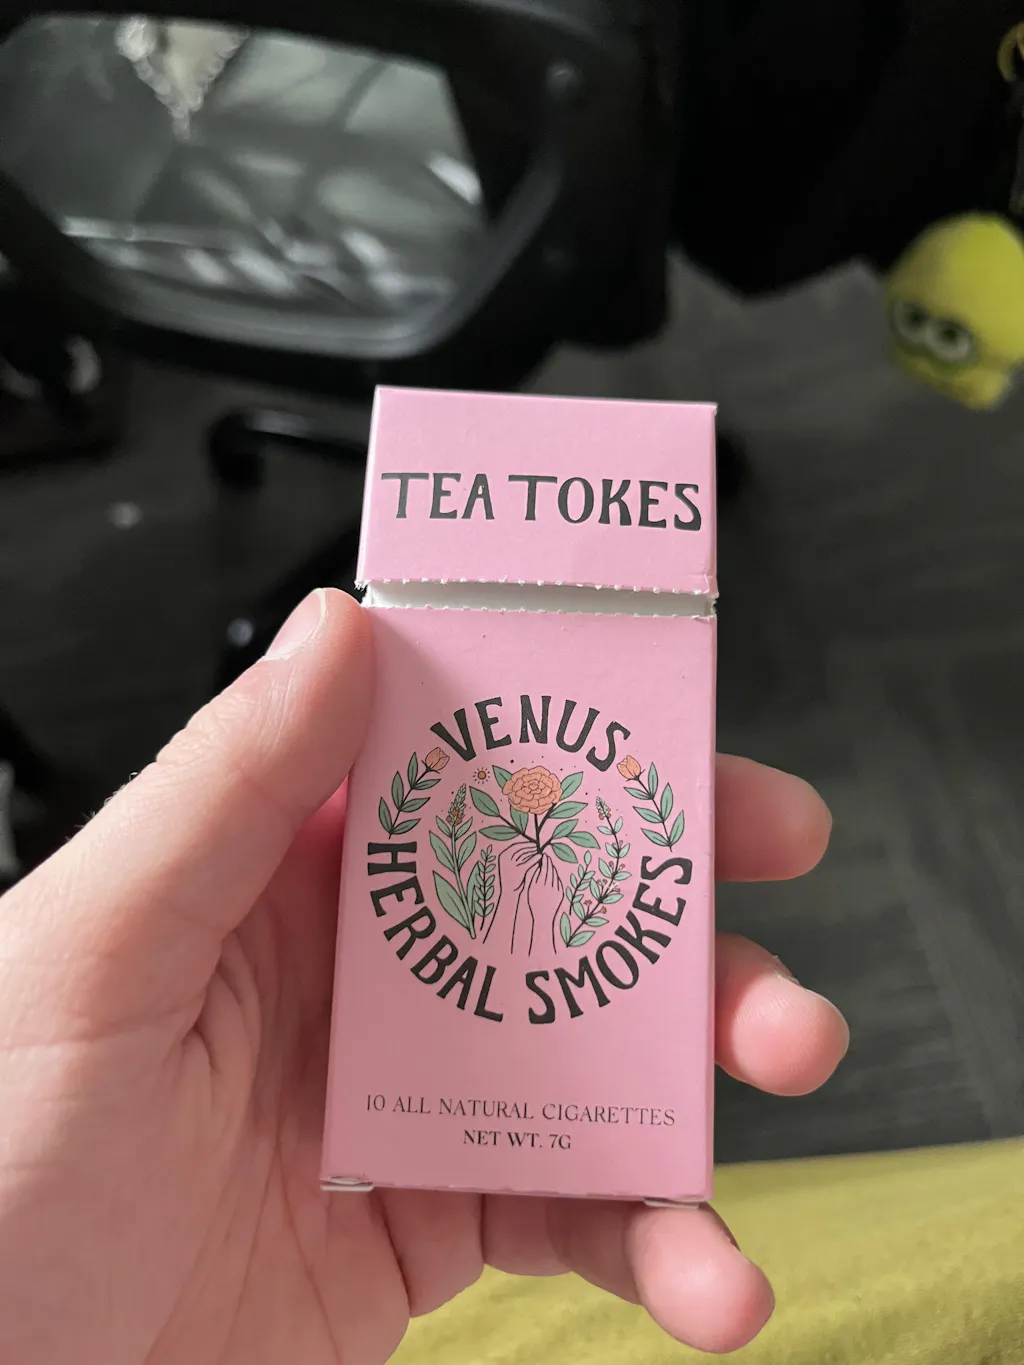 TEA TOKES
VENUS
HERBAL SMOKES
10 ALL NATURAL CIGARETTES
NET WT. 7G